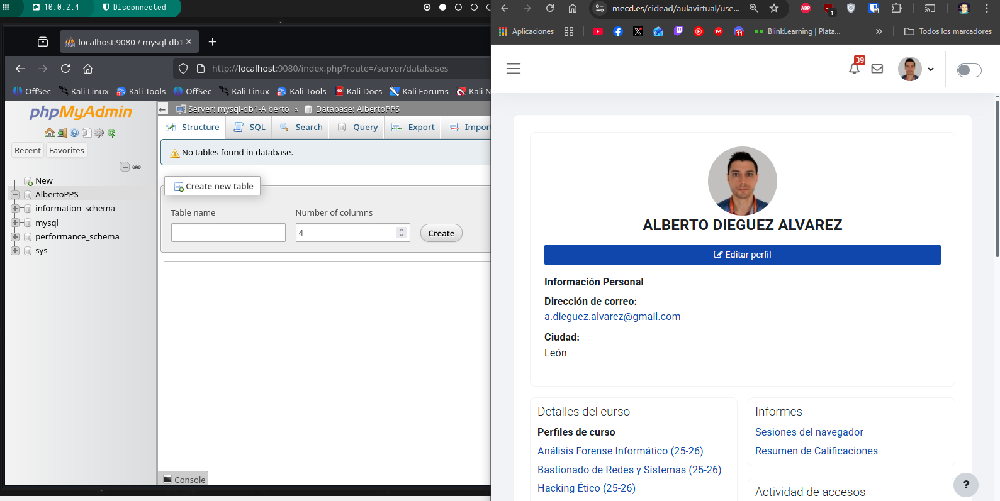 10.0.2.4
Disconnected
localhost:9080 / mysql-db1
http://localhost:9080/index.php?route=/server/databases
OffSec
Kali Linux
Kali Tools
OffSec
Kali Linux
Kali Tools
Kali Docs
Kali Forums
Kali N
phpMyAdmin
Recent
Favorites
New
AlbertoPPS
information_schema
mysql
performance_schema
sys
Server: mysql-db1-Alberto » Database: AlbertoPPS
Structure
SQL
Search
Query
Export
Impor
No tables found in database.
Create new table
Table name
Number of columns
4
Create
Console
mecd.es/cidead/aulavirtual/use...
ABP
1
Aplicaciones
11
BlinkLearning | Plata...
»
Todos los marcadores
39
ALBERTO DIEGUEZ ALVAREZ
Editar perfil
Información Personal
Dirección de correo:
a.dieguez.alvarez@gmail.com
Ciudad:
León
Detalles del curso
Perfiles de curso
Análisis Forense Informático (25-26)
Bastionado de Redes y Sistemas (25-26)
Hacking Ético (25-26)
Informes
Sesiones del navegador
Resumen de Calificaciones
Actividad de accesos
?